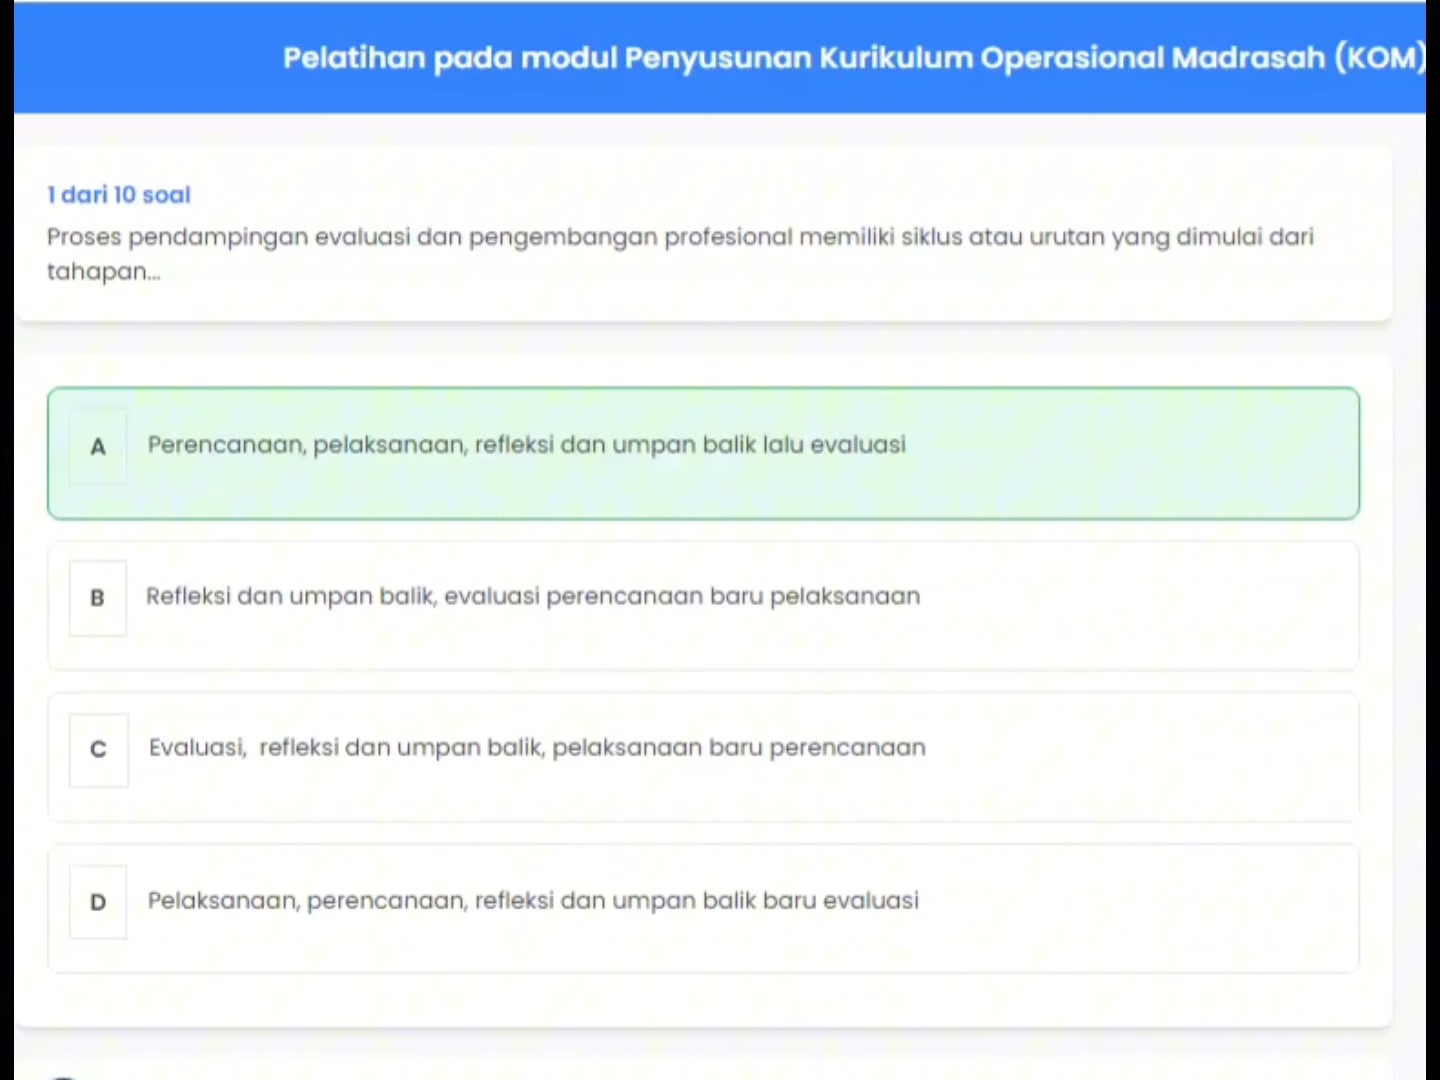 Pelatihan pada modul Penyusunan Kurikulum Operasional Madrasah (KOM)
1 dari 10 soal
Proses pendampingan evaluasi dan pengembangan profesional memiliki siklus atau urutan yang dimulai dari
tahapan...
A Perencanaan, pelaksanaan, refleksi dan umpan balik lalu evaluasi
B Refleksi dan umpan balik, evaluasi perencanaan baru pelaksanaan
C Evaluasi,  refleksi dan umpan balik, pelaksanaan baru perencanaan
D Pelaksanaan, perencanaan, refleksi dan umpan balik baru evaluasi